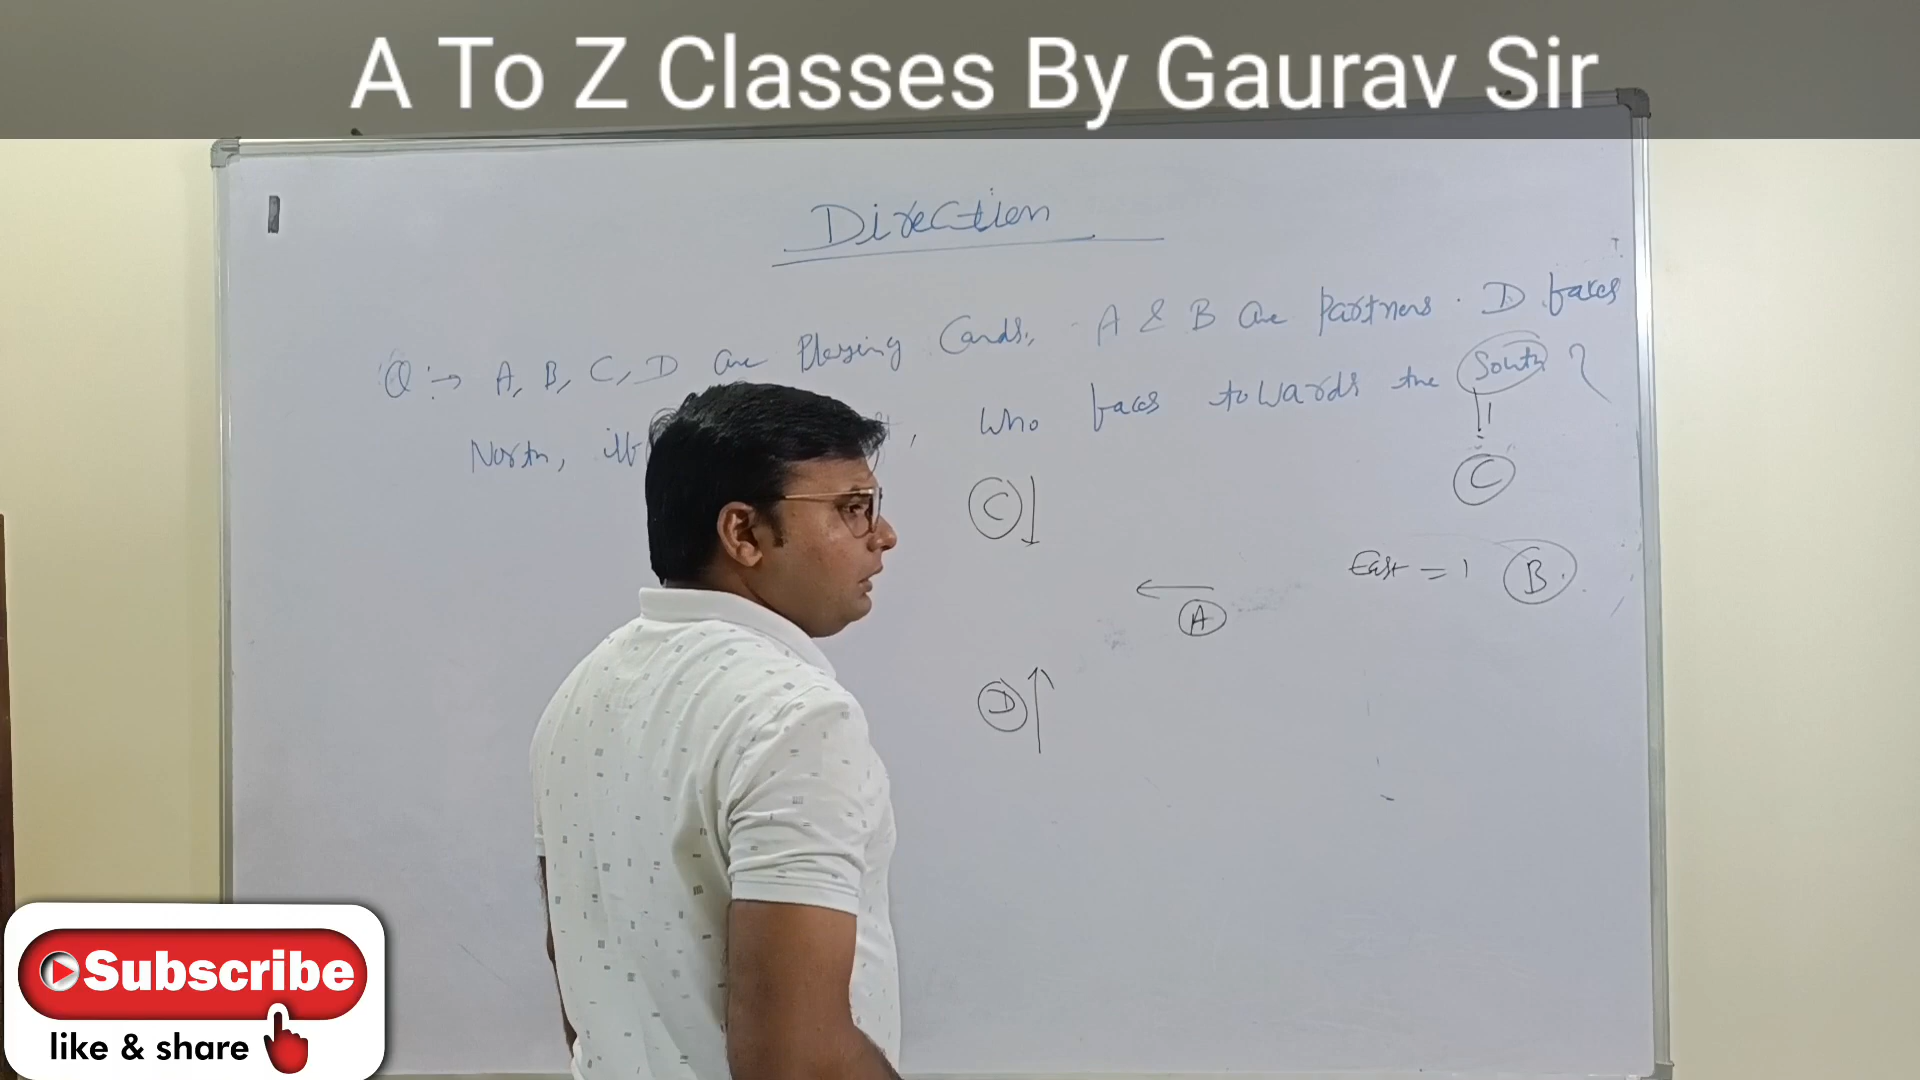 A To Z Classes By Gaurav Sir
Direction
Q:→ A, B, C, D are Playing Cards, A & B are Partners. D faces
North, if , Who faces towards the South ?
C
C
East = 1 B
A
D
Subscribe
like & share